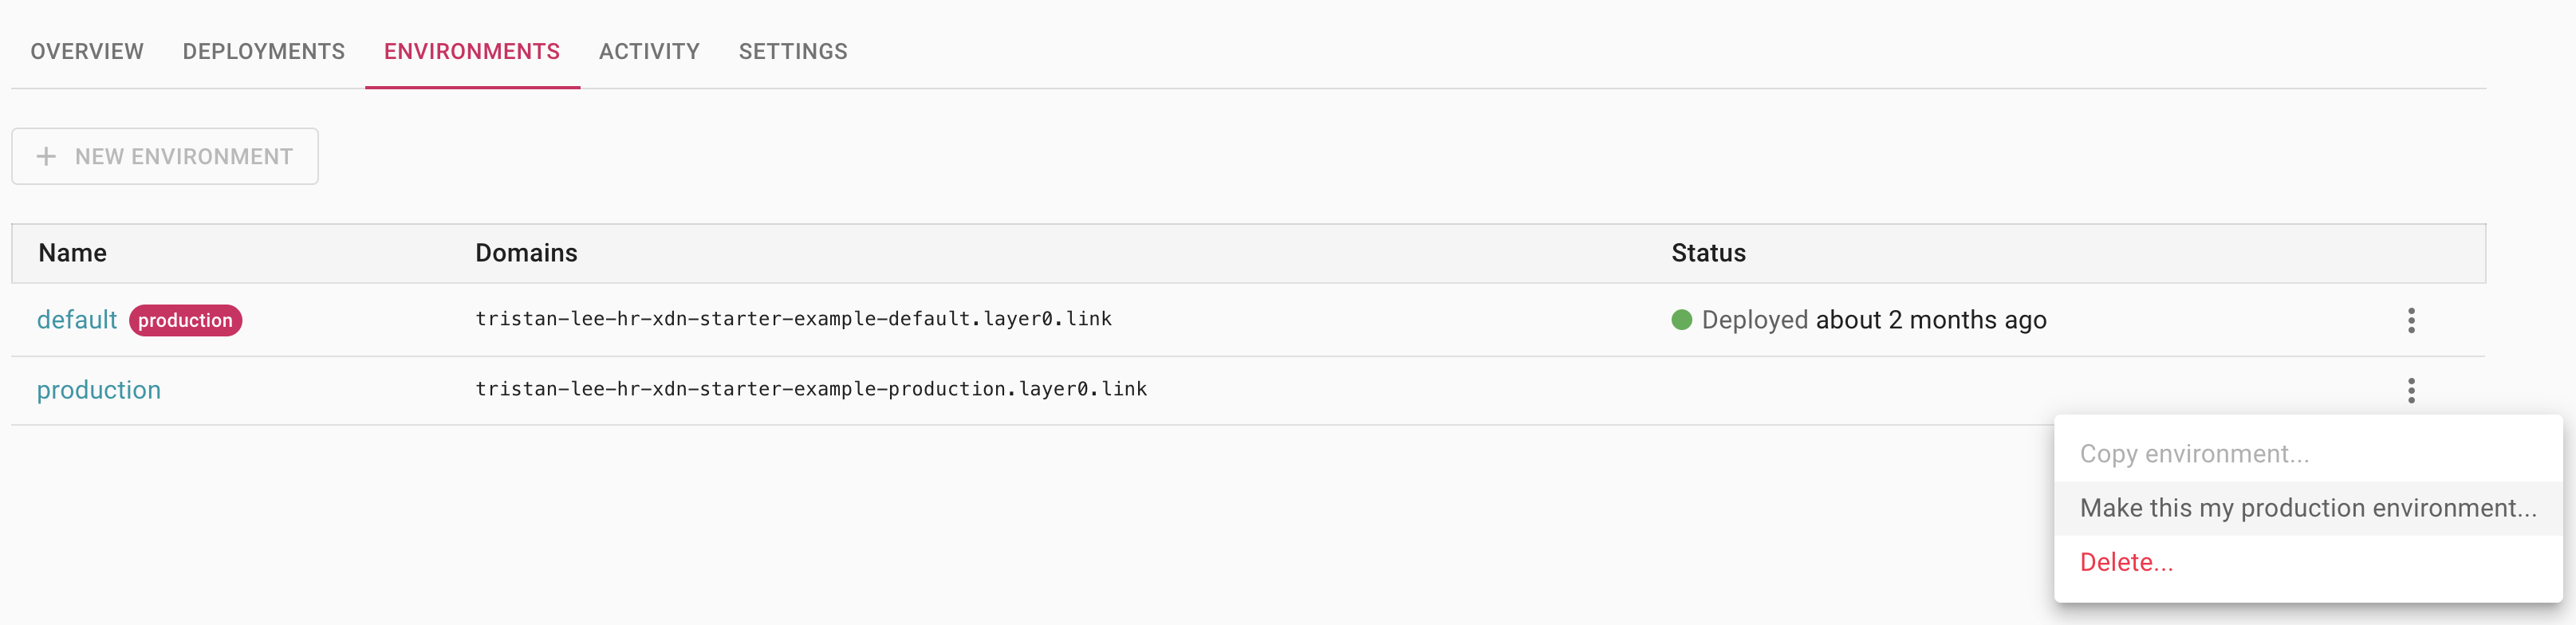 OVERVIEW DEPLOYMENTS ENVIRONMENTS ACTIVITY SETTINGS
+ NEW ENVIRONMENT
Name Domains Status
default production tristan-lee-hr-xdn-starter-example-default.layer0.link Deployed about 2 months ago
production tristan-lee-hr-xdn-starter-example-production.layer0.link
Copy environment...
Make this my production environment...
Delete...